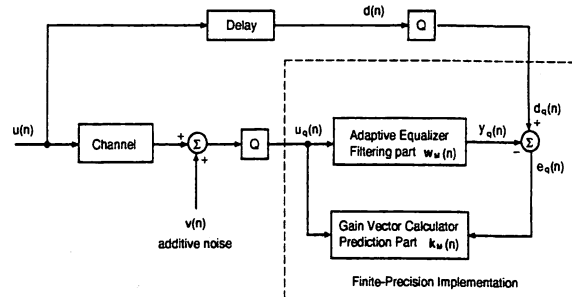 d(n)
Delay
Q
d_q(n)
u(n)
Channel
+
Σ
+
Q
u_q(n)
Adaptive Equalizer
Filtering part w_M(n)
y_q(n)
+
−
Σ
e_q(n)
v(n)
additive noise
Gain Vector Calculator
Prediction Part k_M(n)
Finite-Precision Implementation